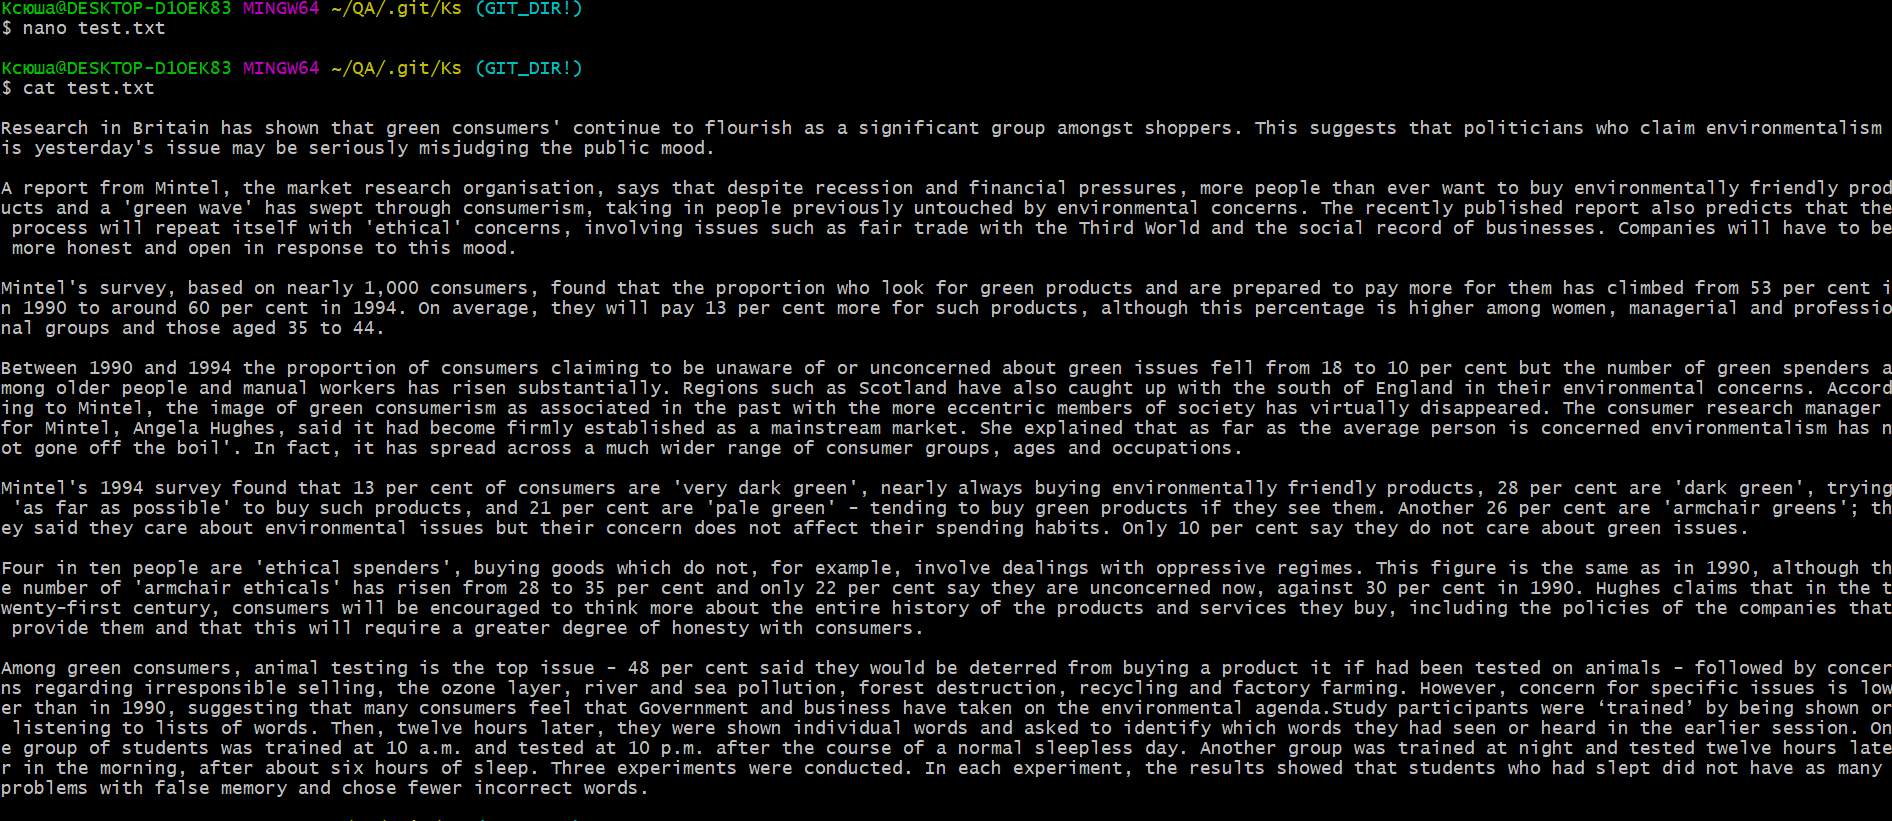 Ксюша@DESKTOP-D1OEK83 MINGW64 ~/QA/.git/Ks (GIT_DIR!)
$ nano test.txt
Ксюша@DESKTOP-D1OEK83 MINGW64 ~/QA/.git/Ks (GIT_DIR!)
$ cat test.txt
Research in Britain has shown that green consumers' continue to flourish as a significant group amongst shoppers. This suggests that politicians who claim environmentalism
is yesterday's issue may be seriously misjudging the public mood.
A report from Mintel, the market research organisation, says that despite recession and financial pressures, more people than ever want to buy environmentally friendly prod
ucts and a 'green wave' has swept through consumerism, taking in people previously untouched by environmental concerns. The recently published report also predicts that the
process will repeat itself with 'ethical' concerns, involving issues such as fair trade with the Third World and the social record of businesses. Companies will have to be
more honest and open in response to this mood.
Mintel's survey, based on nearly 1,000 consumers, found that the proportion who look for green products and are prepared to pay more for them has climbed from 53 per cent i
n 1990 to around 60 per cent in 1994. On average, they will pay 13 per cent more for such products, although this percentage is higher among women, managerial and professio
nal groups and those aged 35 to 44.
Between 1990 and 1994 the proportion of consumers claiming to be unaware of or unconcerned about green issues fell from 18 to 10 per cent but the number of green spenders a
mong older people and manual workers has risen substantially. Regions such as Scotland have also caught up with the south of England in their environmental concerns. Accord
ing to Mintel, the image of green consumerism as associated in the past with the more eccentric members of society has virtually disappeared. The consumer research manager
for Mintel, Angela Hughes, said it had become firmly established as a mainstream market. She explained that as far as the average person is concerned environmentalism has n
ot gone off the boil'. In fact, it has spread across a much wider range of consumer groups, ages and occupations.
Mintel's 1994 survey found that 13 per cent of consumers are 'very dark green', nearly always buying environmentally friendly products, 28 per cent are 'dark green', trying
'as far as possible' to buy such products, and 21 per cent are 'pale green' - tending to buy green products if they see them. Another 26 per cent are 'armchair greens'; th
ey said they care about environmental issues but their concern does not affect their spending habits. Only 10 per cent say they do not care about green issues.
Four in ten people are 'ethical spenders', buying goods which do not, for example, involve dealings with oppressive regimes. This figure is the same as in 1990, although th
e number of 'armchair ethicals' has risen from 28 to 35 per cent and only 22 per cent say they are unconcerned now, against 30 per cent in 1990. Hughes claims that in the t
wenty-first century, consumers will be encouraged to think more about the entire history of the products and services they buy, including the policies of the companies that
provide them and that this will require a greater degree of honesty with consumers.
Among green consumers, animal testing is the top issue - 48 per cent said they would be deterred from buying a product it if had been tested on animals - followed by concer
ns regarding irresponsible selling, the ozone layer, river and sea pollution, forest destruction, recycling and factory farming. However, concern for specific issues is low
er than in 1990, suggesting that many consumers feel that Government and business have taken on the environmental agenda.Study participants were ‘trained’ by being shown or
listening to lists of words. Then, twelve hours later, they were shown individual words and asked to identify which words they had seen or heard in the earlier session. On
e group of students was trained at 10 a.m. and tested at 10 p.m. after the course of a normal sleepless day. Another group was trained at night and tested twelve hours late
r in the morning, after about six hours of sleep. Three experiments were conducted. In each experiment, the results showed that students who had slept did not have as many
problems with false memory and chose fewer incorrect words.